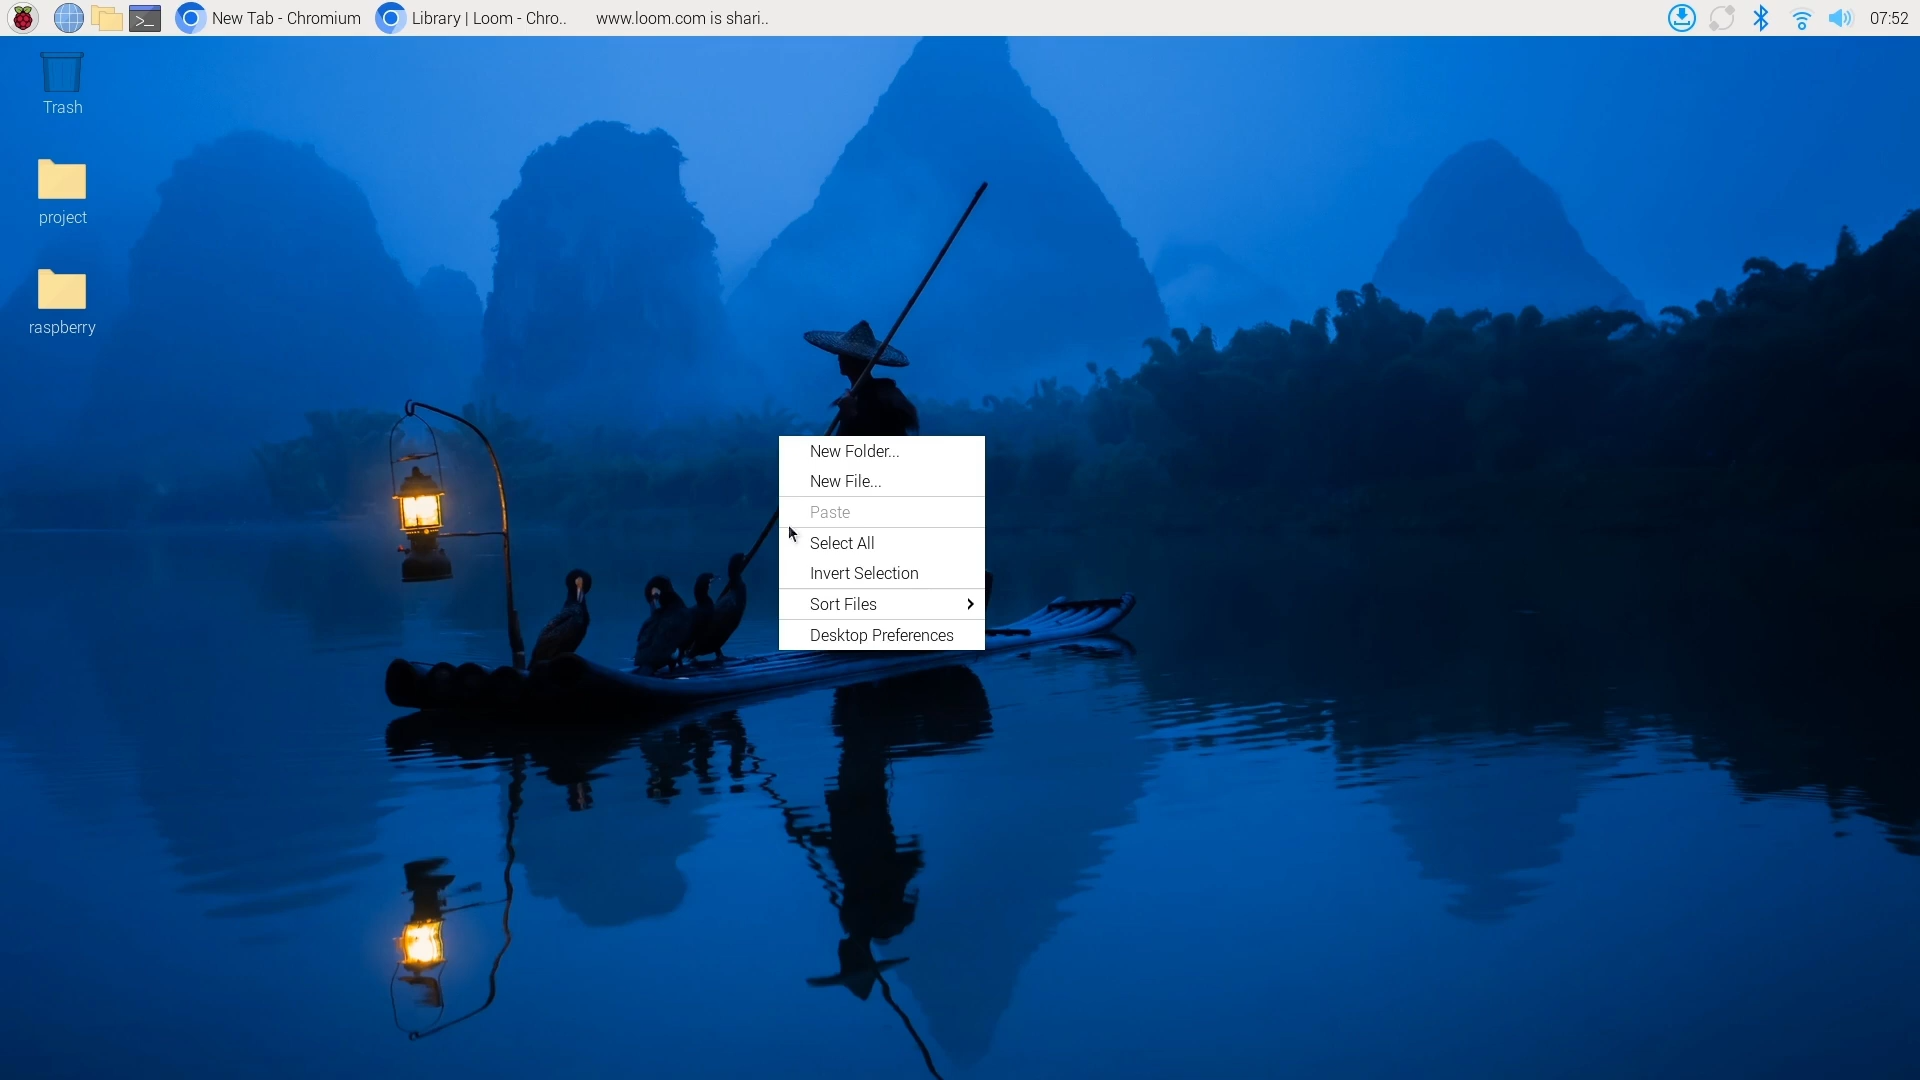 New Tab - Chromium
Library | Loom - Chro..
www.loom.com is shari..
07:52
Trash
project
raspberry
New Folder...
New File...
Paste
Select All
Invert Selection
Sort Files
Desktop Preferences